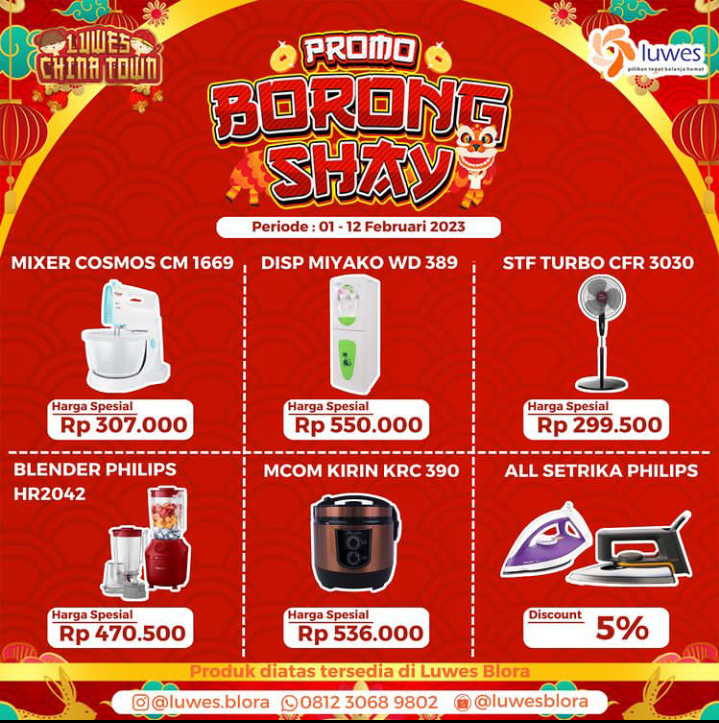 LUWES
CHINA TOWN
PROMO
BORONG
SHAY
luwes
pilihan tepat belanja hemat
Periode : 01 - 12 Februari 2023
MIXER COSMOS CM 1669
Harga Spesial
Rp 307.000
DISP MIYAKO WD 389
Harga Spesial
Rp 550.000
STF TURBO CFR 3030
Harga Spesial
Rp 299.500
BLENDER PHILIPS
HR2042
Harga Spesial
Rp 470.500
MCOM KIRIN KRC 390
Harga Spesial
Rp 536.000
ALL SETRIKA PHILIPS
Discount
5%
Produk diatas tersedia di Luwes Blora
@luwes.blora 0812 3068 9802 @luwesblora